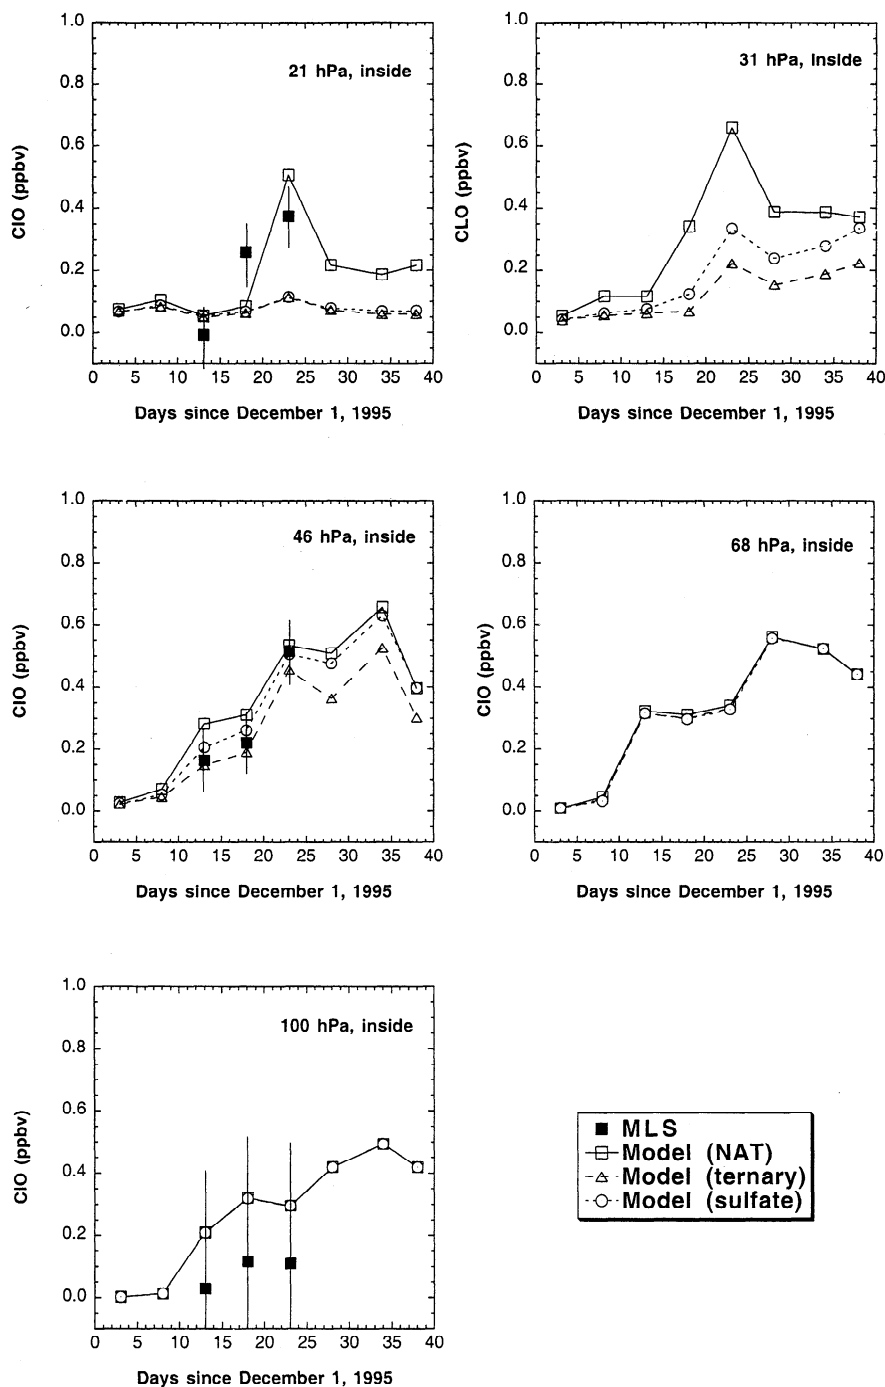 1.0
0.8
0.6
0.4
0.2
0.0
ClO (ppbv)
21 hPa, inside
0 5 10 15 20 25 30 35 40
Days since December 1, 1995
1.0
0.8
0.6
0.4
0.2
0.0
CLO (ppbv)
31 hPa, inside
0 5 10 15 20 25 30 35 40
Days since December 1, 1995
1.0
0.8
0.6
0.4
0.2
0.0
ClO (ppbv)
46 hPa, inside
0 5 10 15 20 25 30 35 40
Days since December 1, 1995
1.0
0.8
0.6
0.4
0.2
0.0
ClO (ppbv)
68 hPa, inside
0 5 10 15 20 25 30 35 40
Days since December 1, 1995
1.0
0.8
0.6
0.4
0.2
0.0
ClO (ppbv)
100 hPa, inside
0 5 10 15 20 25 30 35 40
Days since December 1, 1995
MLS
Model (NAT)
Model (ternary)
Model (sulfate)